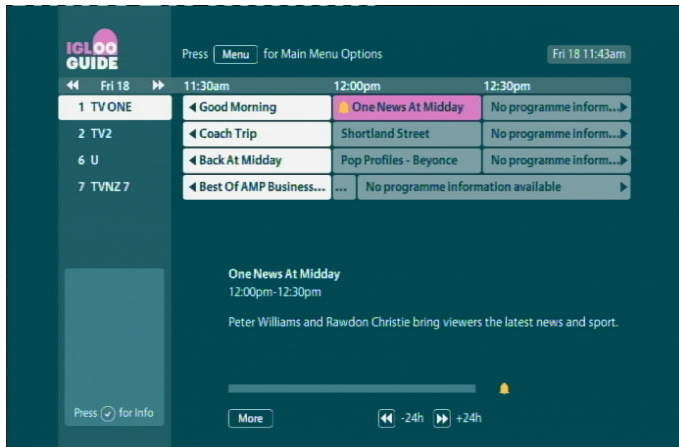 IGLOO
GUIDE
Press Menu for Main Menu Options
Fri 18 11:43am
Fri 18 11:30am 12:00pm 12:30pm
1 TV ONE Good Morning One News At Midday No programme inform...
2 TV2 Coach Trip Shortland Street No programme inform...
6 U Back At Midday Pop Profiles - Beyonce No programme inform...
7 TVNZ 7 Best Of AMP Business... ... No programme information available
One News At Midday
12:00pm-12:30pm
Peter Williams and Rawdon Christie bring viewers the latest news and sport.
Press for Info
More -24h +24h